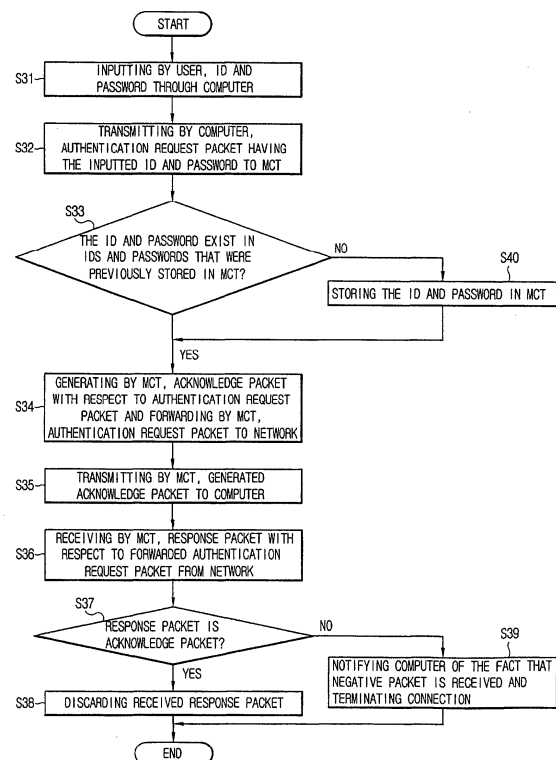 START
S31
INPUTTING BY USER, ID AND
PASSWORD THROUGH COMPUTER
S32
TRANSMITTING BY COMPUTER,
AUTHENTICATION REQUEST PACKET HAVING
THE INPUTTED ID AND PASSWORD TO MCT
S33
THE ID AND PASSWORD EXIST IN
IDS AND PASSWORDS THAT WERE
PREVIOUSLY STORED IN MCT?
NO
S40
STORING THE ID AND PASSWORD IN MCT
YES
S34
GENERATING BY MCT, ACKNOWLEDGE PACKET
WITH RESPECT TO AUTHENTICATION REQUEST
PACKET AND FORWARDING BY MCT,
AUTHENTICATION REQUEST PACKET TO NETWORK
S35
TRANSMITTING BY MCT, GENERATED
ACKNOWLEDGE PACKET TO COMPUTER
S36
RECEIVING BY MCT, RESPONSE PACKET WITH
RESPECT TO FORWARDED AUTHENTICATION
REQUEST PACKET FROM NETWORK
S37
RESPONSE PACKET IS
ACKNOWLEDGE PACKET?
NO
S39
NOTIFYING COMPUTER OF THE FACT THAT
NEGATIVE PACKET IS RECEIVED AND
TERMINATING CONNECTION
YES
S38
DISCARDING RECEIVED RESPONSE PACKET
END